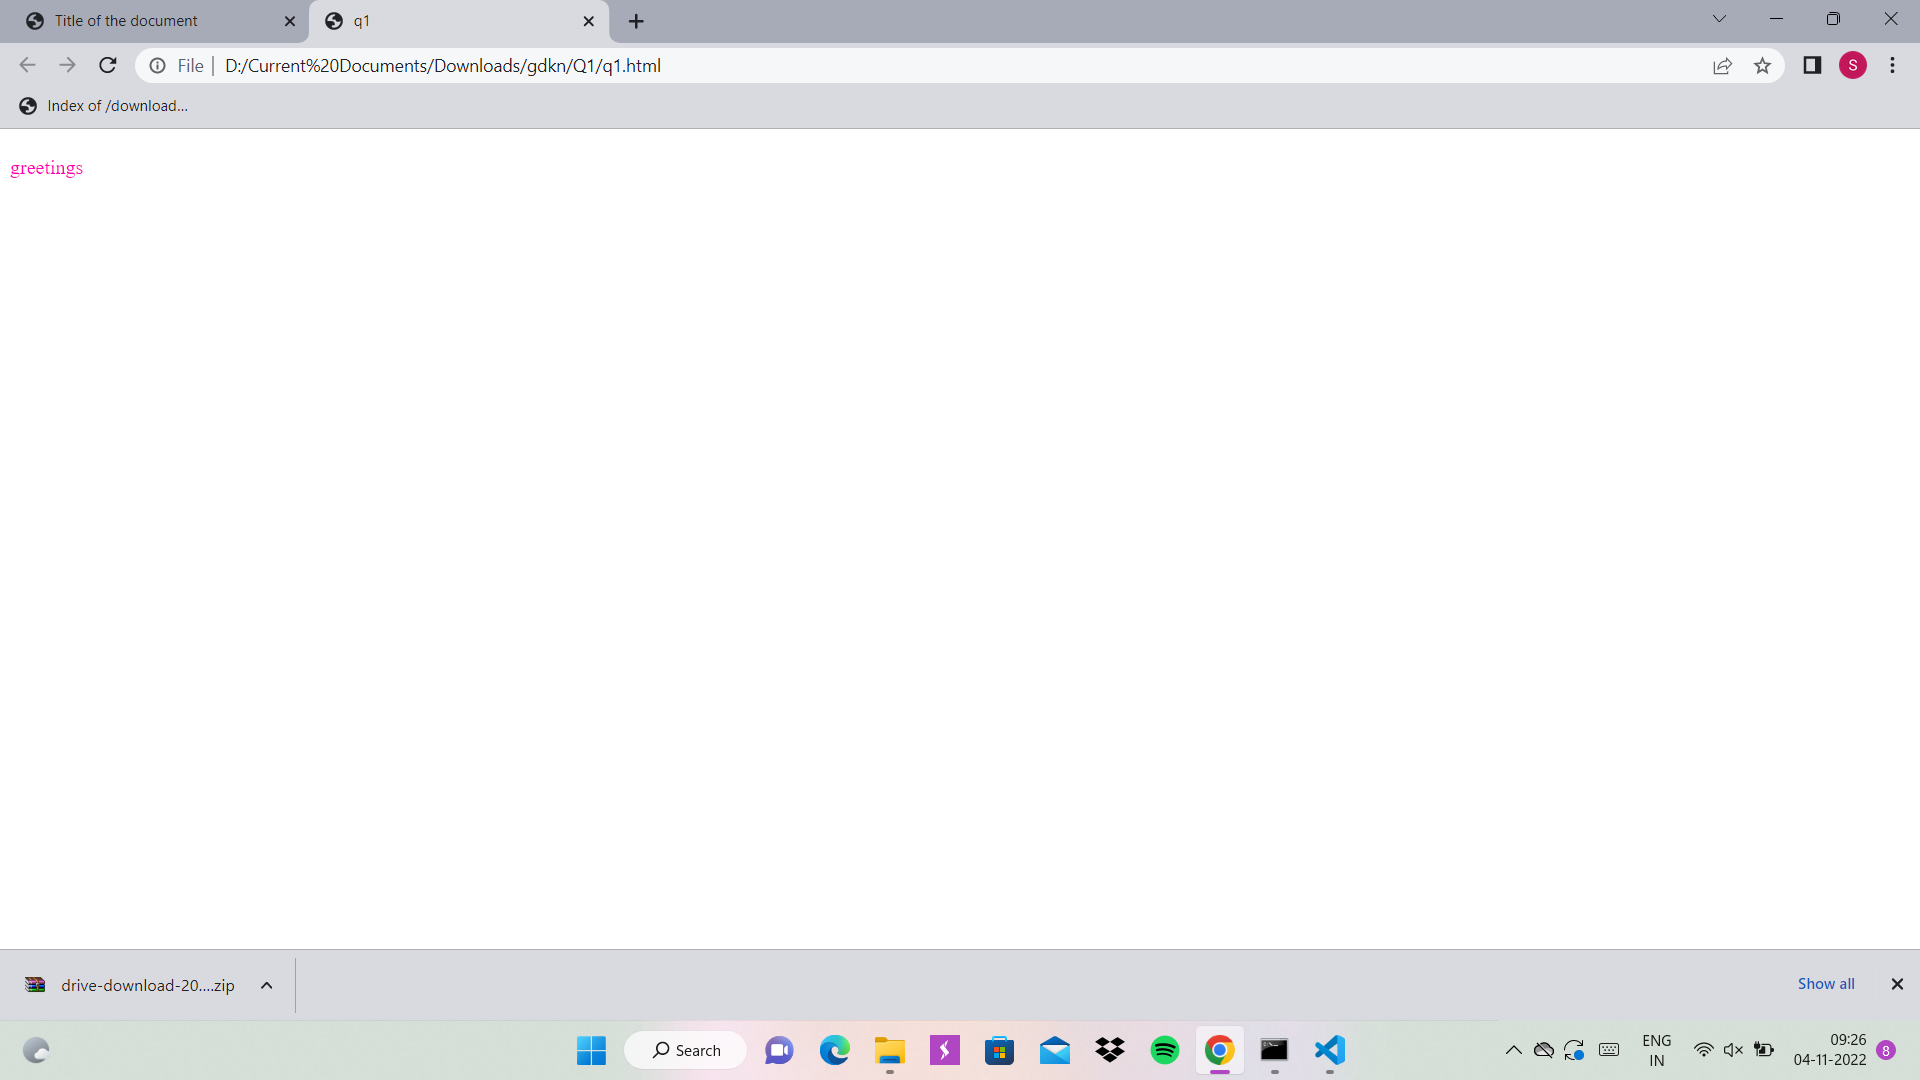 Title of the document
q1
File
D:/Current%20Documents/Downloads/gdkn/Q1/q1.html
S
Index of /download...
greetings
drive-download-20....zip
Show all
Search
ENG
IN
09:26
04-11-2022
8